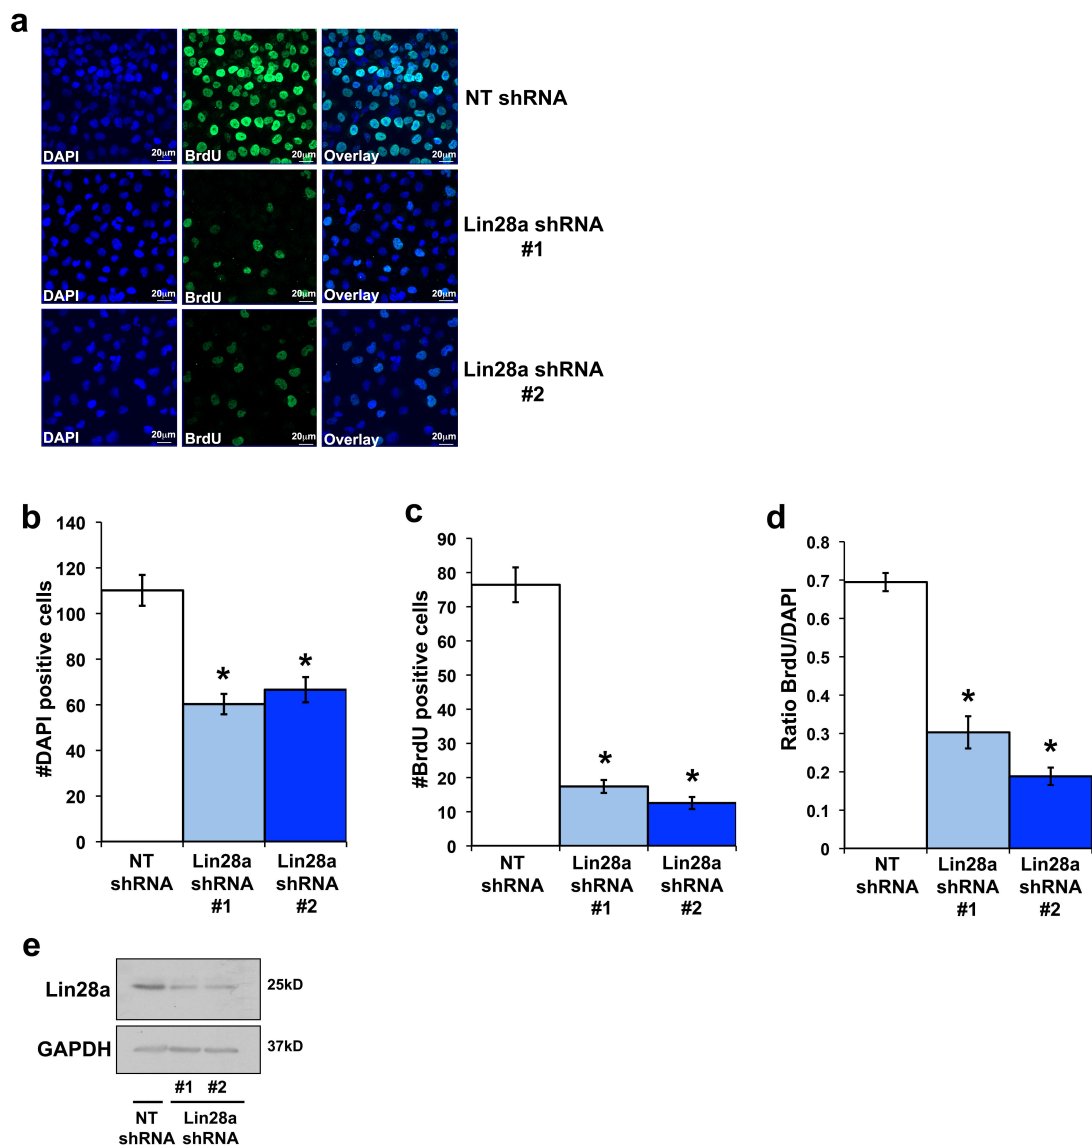 a
DAPI 20μm BrdU 20μm Overlay 20μm
NT shRNA
DAPI 20μm BrdU 20μm Overlay 20μm
Lin28a shRNA
#1
DAPI 20μm BrdU 20μm Overlay 20μm
Lin28a shRNA
#2
b
#DAPI positive cells
140
120
100
80
60
40
20
0
*
*
NT
shRNA
Lin28a
shRNA
#1
Lin28a
shRNA
#2
c
#BrdU positive cells
90
80
70
60
50
40
30
20
10
0
*
*
NT
shRNA
Lin28a
shRNA
#1
Lin28a
shRNA
#2
d
Ratio BrdU/DAPI
0.8
0.7
0.6
0.5
0.4
0.3
0.2
0.1
0
*
*
NT
shRNA
Lin28a
shRNA
#1
Lin28a
shRNA
#2
e
Lin28a 25kD
GAPDH 37kD
#1 #2
NT
shRNA
Lin28a
shRNA